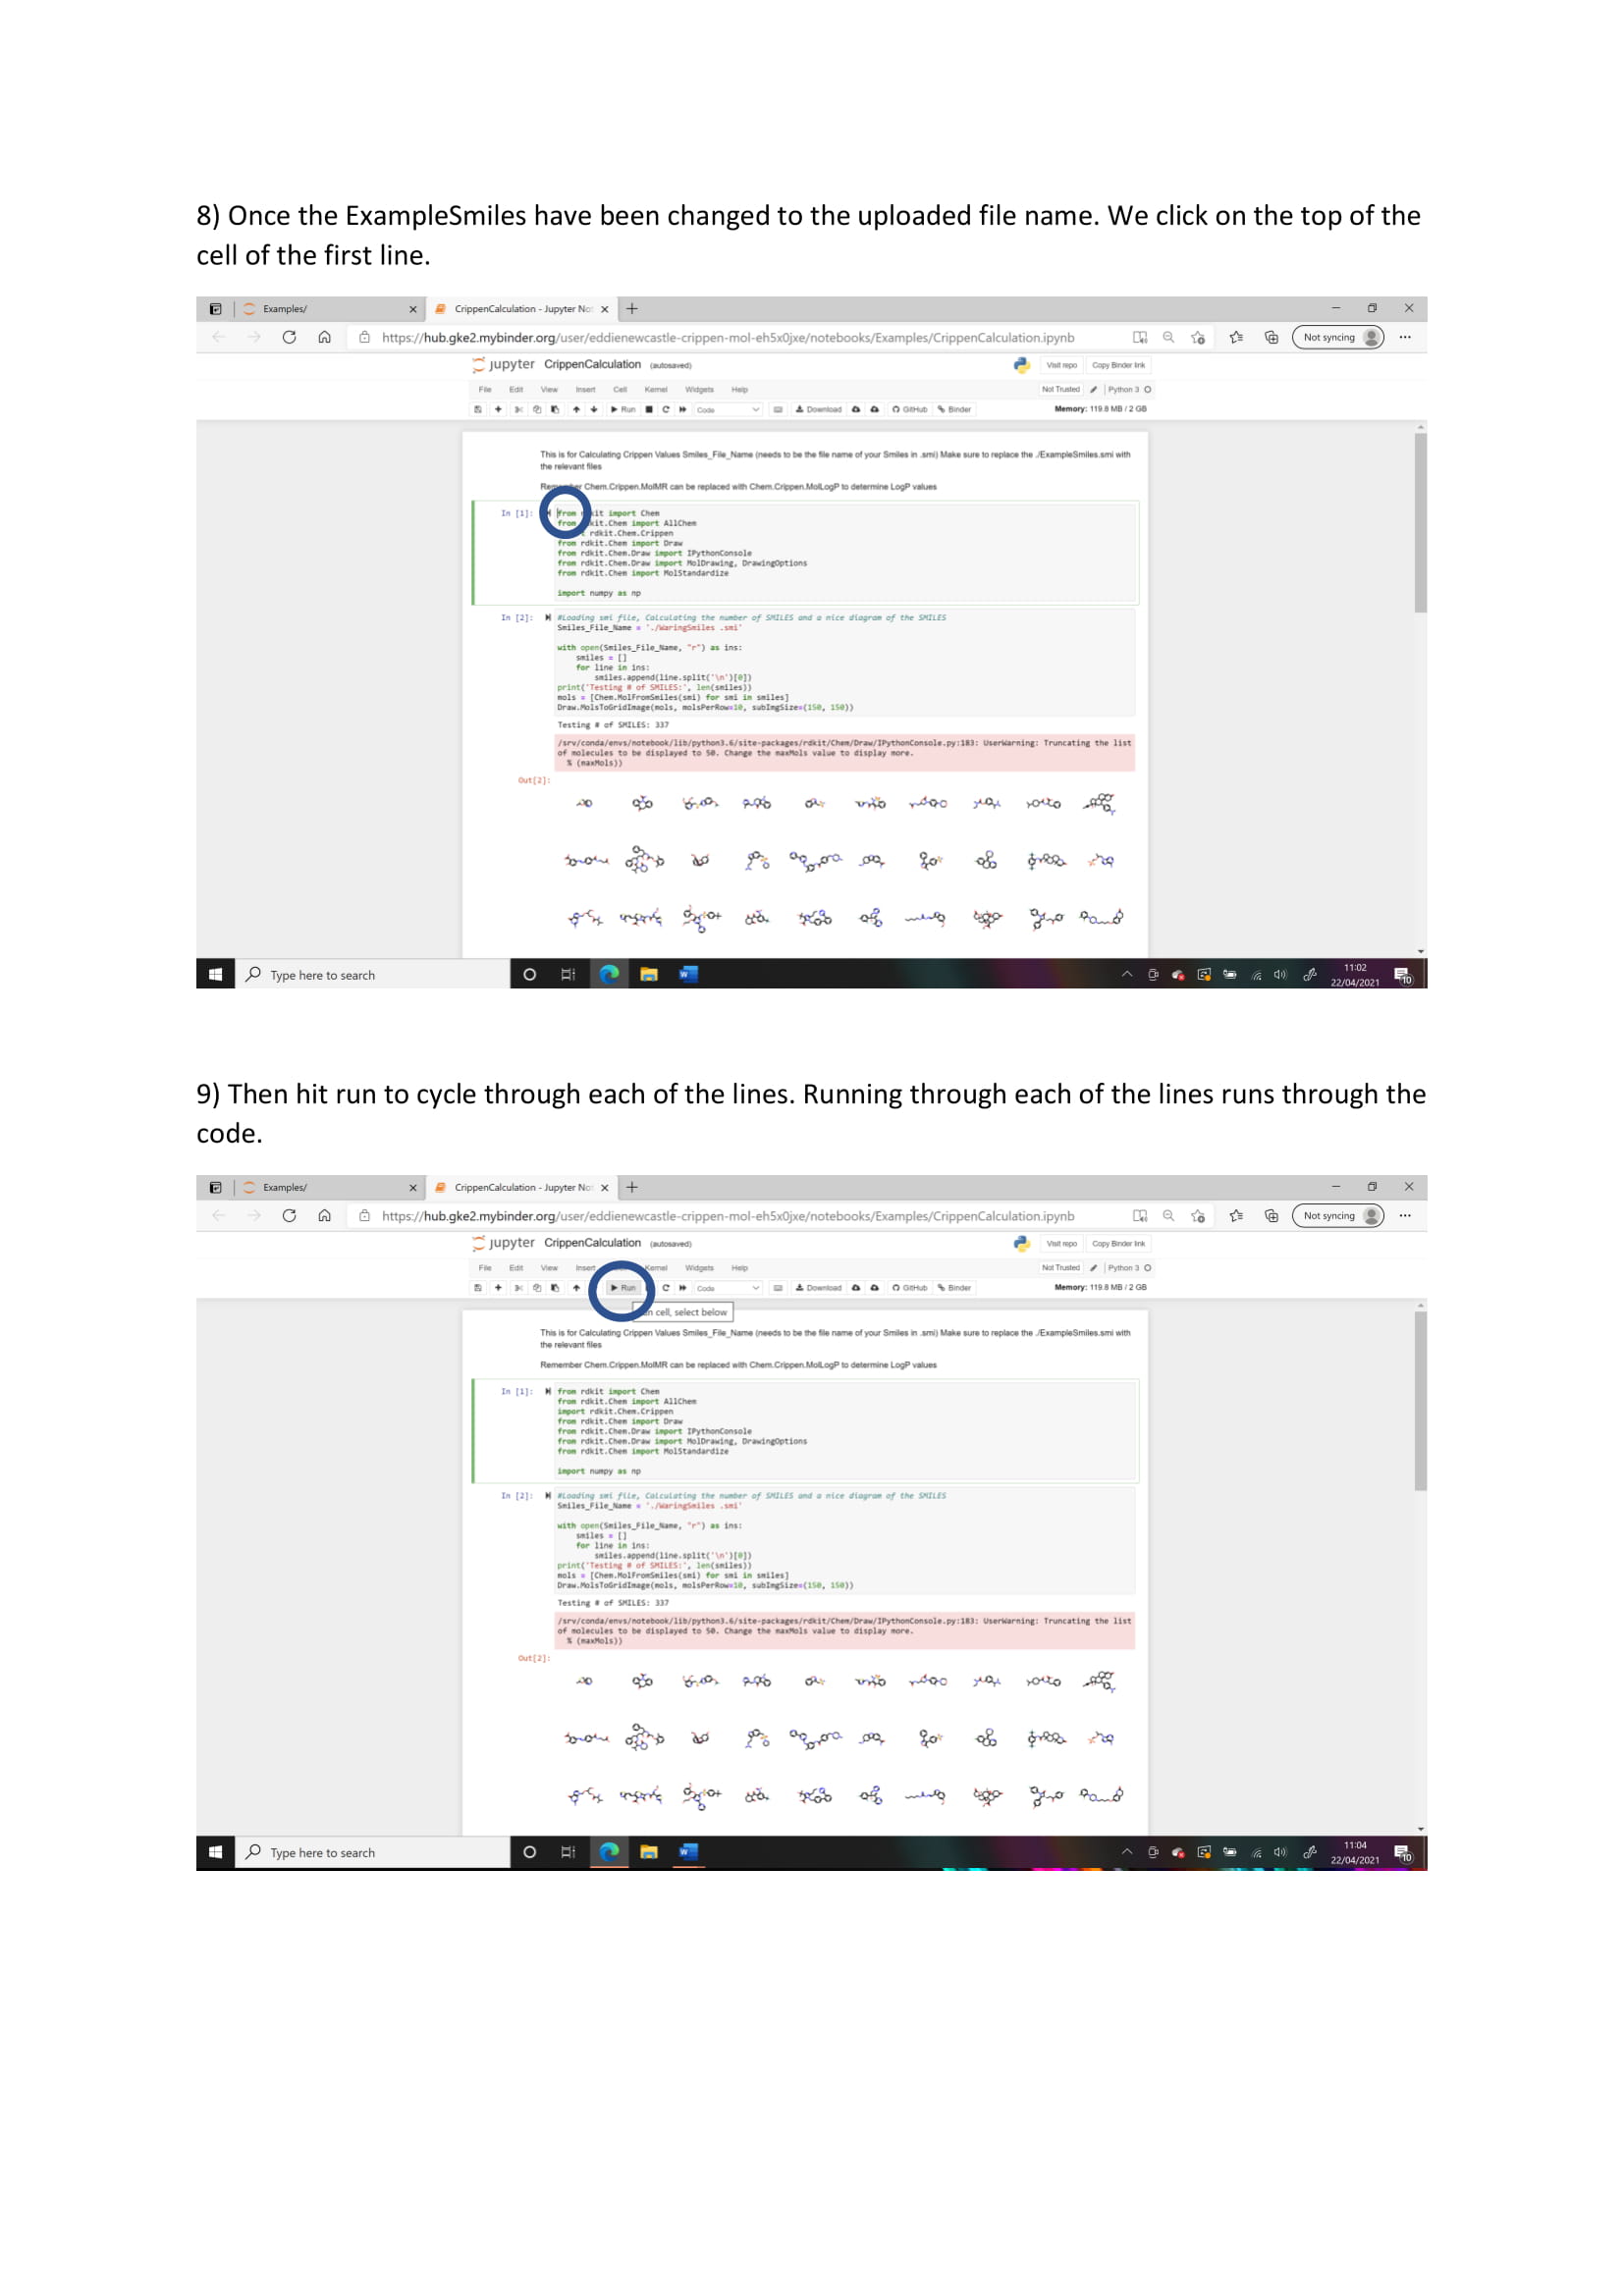 8) Once the ExampleSmiles have been changed to the uploaded file name. We click on the top of the
cell of the first line.
Examples/
CrippenCalculation - Jupyter No
https://hub.gke2.mybinder.org/user/eddienewcastle-crippen-mol-eh5x0jxe/notebooks/Examples/CrippenCalculation.ipynb
Not syncing
jupyter CrippenCalculation (autosaved)
Visit repo Copy Binder link
File Edit View Insert Cell Kernel Widgets Help
Not Trusted Python 3
Run Code Download GitHub Binder
Memory: 119.8 MB / 2 GB
This is for Calculating Crippen Values Smiles_File_Name (needs to be the file name of your Smiles in .smi) Make sure to replace the ./ExampleSmiles.smi with
the relevant files
Remember Chem.Crippen.MolMR can be replaced with Chem.Crippen.MolLogP to determine LogP values
In [1]: from rdkit import Chem
from rdkit.Chem import AllChem
rdkit.Chem.Crippen
from rdkit.Chem import Draw
from rdkit.Chem.Draw import IPythonConsole
from rdkit.Chem.Draw import MolDrawing, DrawingOptions
from rdkit.Chem import MolStandardize
import numpy as np
In [2]: #Loading smi file, Calculating the number of SMILES and a nice diagram of the SMILES
Smiles_File_Name = './WaringSmiles .smi'
with open(Smiles_File_Name, "r") as ins:
smiles = []
for line in ins:
smiles.append(line.split('\n')[0])
print('Testing # of SMILES:', len(smiles))
mols = [Chem.MolFromSmiles(smi) for smi in smiles]
Draw.MolsToGridImage(mols, molsPerRow=10, subImgSize=(150, 150))
Testing # of SMILES: 337
/srv/conda/envs/notebook/lib/python3.6/site-packages/rdkit/Chem/Draw/IPythonConsole.py:183: UserWarning: Truncating the list
of molecules to be displayed to 50. Change the maxMols value to display more.
% (maxMols))
Out[2]:
Type here to search
11:02
22/04/2021
10
9) Then hit run to cycle through each of the lines. Running through each of the lines runs through the
code.
Examples/
CrippenCalculation - Jupyter No
https://hub.gke2.mybinder.org/user/eddienewcastle-crippen-mol-eh5x0jxe/notebooks/Examples/CrippenCalculation.ipynb
Not syncing
jupyter CrippenCalculation (autosaved)
Visit repo Copy Binder link
File Edit View Insert Kernel Widgets Help
Not Trusted Python 3
Run Code Download GitHub Binder
Memory: 119.8 MB / 2 GB
cell, select below
This is for Calculating Crippen Values Smiles_File_Name (needs to be the file name of your Smiles in .smi) Make sure to replace the ./ExampleSmiles.smi with
the relevant files
Remember Chem.Crippen.MolMR can be replaced with Chem.Crippen.MolLogP to determine LogP values
In [1]: from rdkit import Chem
from rdkit.Chem import AllChem
import rdkit.Chem.Crippen
from rdkit.Chem import Draw
from rdkit.Chem.Draw import IPythonConsole
from rdkit.Chem.Draw import MolDrawing, DrawingOptions
from rdkit.Chem import MolStandardize
import numpy as np
In [2]: #Loading smi file, Calculating the number of SMILES and a nice diagram of the SMILES
Smiles_File_Name = './WaringSmiles .smi'
with open(Smiles_File_Name, "r") as ins:
smiles = []
for line in ins:
smiles.append(line.split('\n')[0])
print('Testing # of SMILES:', len(smiles))
mols = [Chem.MolFromSmiles(smi) for smi in smiles]
Draw.MolsToGridImage(mols, molsPerRow=10, subImgSize=(150, 150))
Testing # of SMILES: 337
/srv/conda/envs/notebook/lib/python3.6/site-packages/rdkit/Chem/Draw/IPythonConsole.py:183: UserWarning: Truncating the list
of molecules to be displayed to 50. Change the maxMols value to display more.
% (maxMols))
Out[2]:
Type here to search
11:04
22/04/2021
10